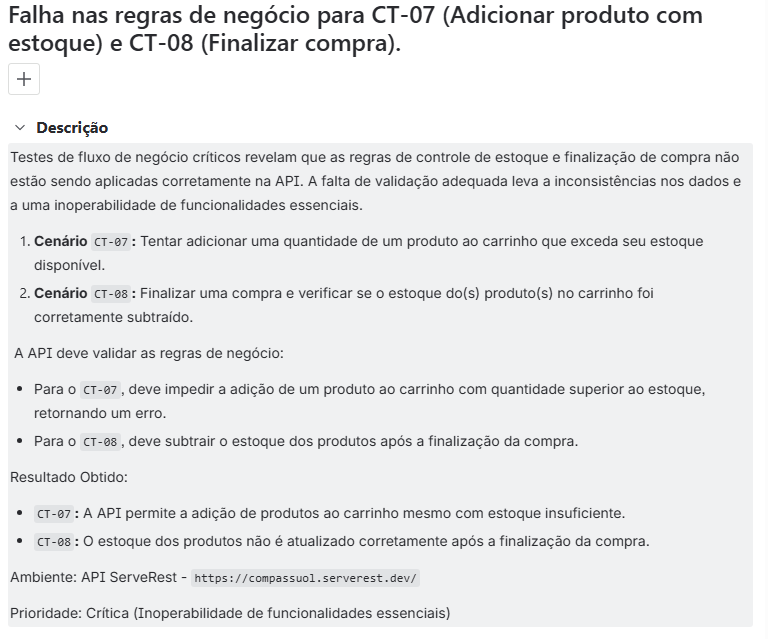 Falha nas regras de negócio para CT-07 (Adicionar produto com
estoque) e CT-08 (Finalizar compra).
Descrição
Testes de fluxo de negócio críticos revelam que as regras de controle de estoque e finalização de compra não
estão sendo aplicadas corretamente na API. A falta de validação adequada leva a inconsistências nos dados e
a uma inoperabilidade de funcionalidades essenciais.
1. Cenário CT-07: Tentar adicionar uma quantidade de um produto ao carrinho que exceda seu estoque
disponível.
2. Cenário CT-08: Finalizar uma compra e verificar se o estoque do(s) produto(s) no carrinho foi
corretamente subtraído.
A API deve validar as regras de negócio:
• Para o CT-07, deve impedir a adição de um produto ao carrinho com quantidade superior ao estoque,
retornando um erro.
• Para o CT-08, deve subtrair o estoque dos produtos após a finalização da compra.
Resultado Obtido:
• CT-07: A API permite a adição de produtos ao carrinho mesmo com estoque insuficiente.
• CT-08: O estoque dos produtos não é atualizado corretamente após a finalização da compra.
Ambiente: API ServeRest - https://compassuol.serverest.dev/
Prioridade: Crítica (Inoperabilidade de funcionalidades essenciais)